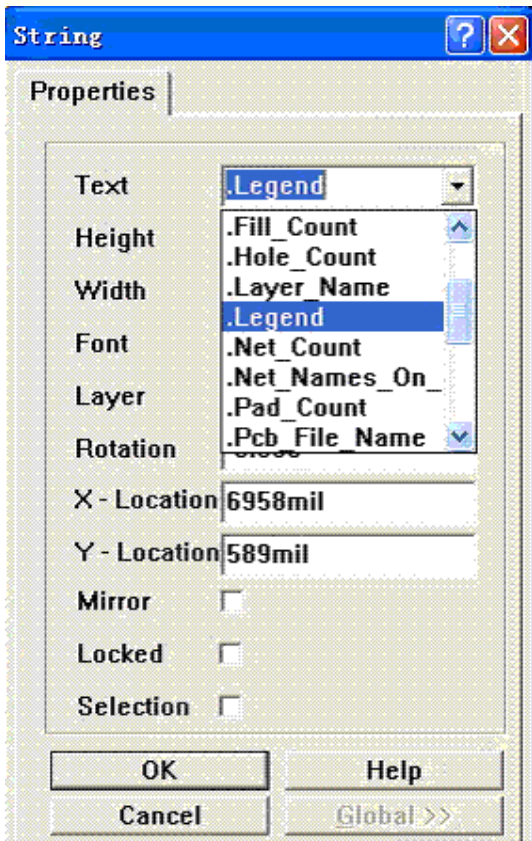 String
Properties
Text .Legend
Height .Fill_Count
.Hole_Count
Width .Layer_Name
.Legend
Font .Net_Count
.Net_Names_On_
Layer .Pad_Count
.Pcb_File_Name
Rotation
X - Location 6958mil
Y - Location 589mil
Mirror
Locked
Selection
OK Help
Cancel Global >>